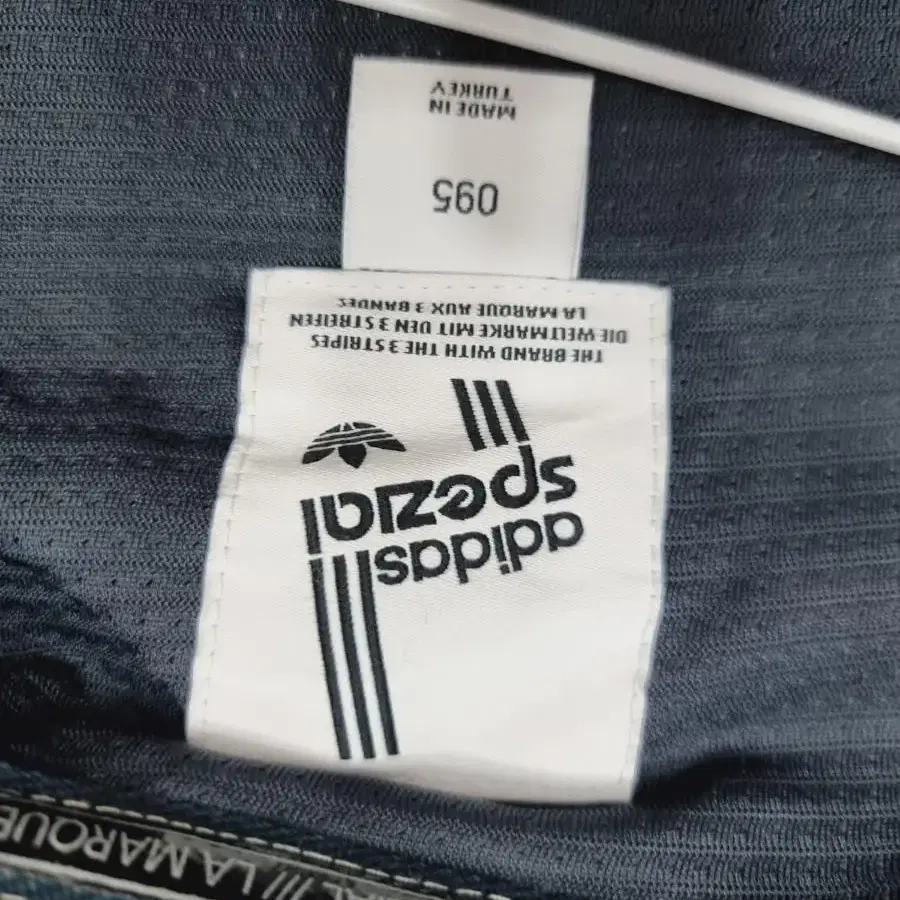 L /// LA MARQUE
adidas
spezial
THE BRAND WITH THE 3 STRIPES
DIE WELTMARKE MIT DEN 3 STREIFEN
LA MARQUE AUX 3 BANDES
095
MADE IN
TURKEY